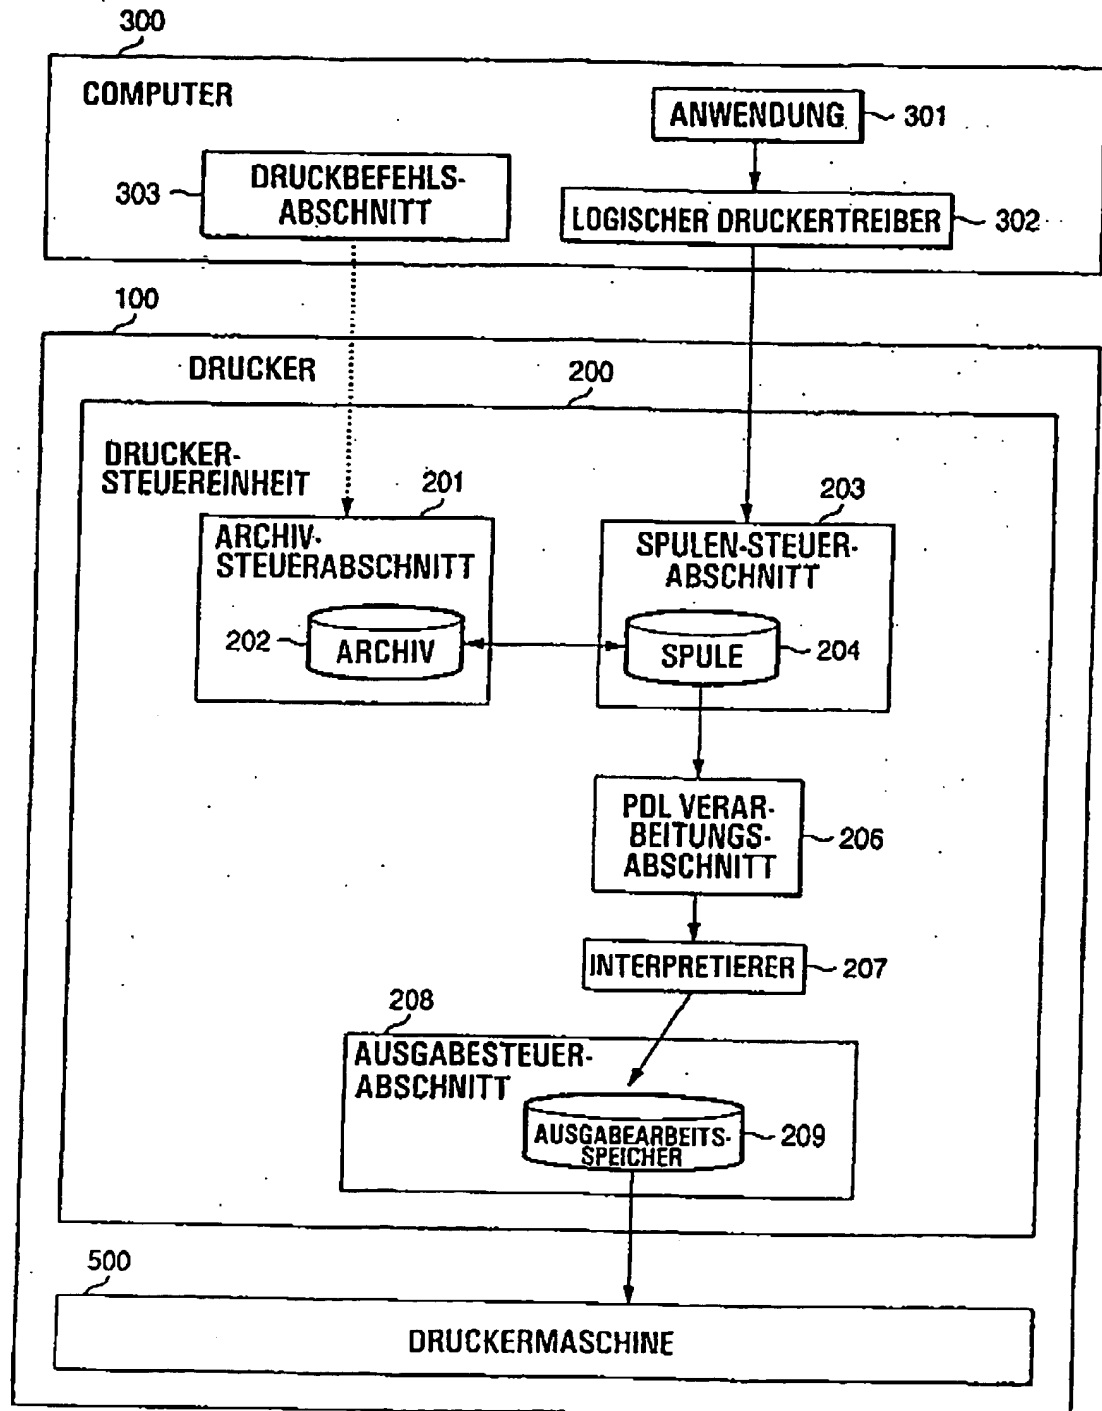 300
COMPUTER
ANWENDUNG
301
303
DRUCKBEFEHLS-
ABSCHNITT
LOGISCHER DRUCKERTREIBER
302
100
DRUCKER
200
DRUCKER-
STEUEREINHEIT
201
203
ARCHIV-
STEUERABSCHNITT
SPULEN-STEUER-
ABSCHNITT
202
ARCHIV
SPULE
204
PDL VERAR-
BEITUNGS-
ABSCHNITT
206
INTERPRETIERER
207
208
AUSGABESTEUER-
ABSCHNITT
AUSGABEARBEITS-
SPEICHER
209
500
DRUCKERMASCHINE